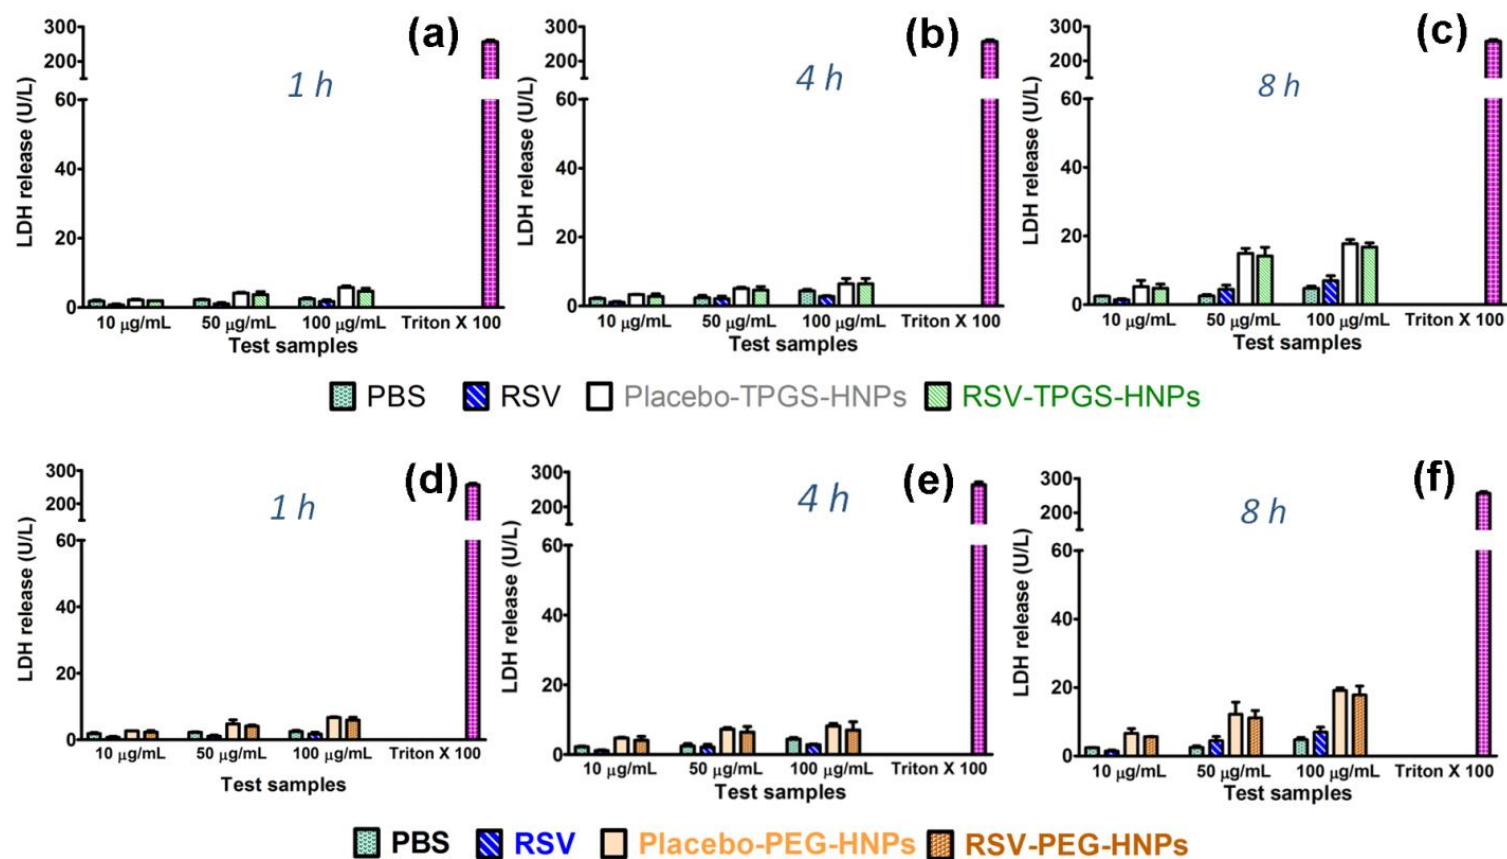 (a)
1 h
LDH release (U/L)
300
200
60
40
20
0
10 µg/mL 50 µg/mL 100 µg/mL Triton X 100
Test samples
(b)
4 h
LDH release (U/L)
300
200
60
40
20
0
10 µg/mL 50 µg/mL 100 µg/mL Triton X 100
Test samples
(c)
8 h
LDH release (U/L)
300
200
60
40
20
0
10 µg/mL 50 µg/mL 100 µg/mL Triton X 100
Test samples
PBS RSV Placebo-TPGS-HNPs RSV-TPGS-HNPs
(d)
1 h
LDH release (U/L)
300
200
60
40
20
0
10 µg/mL 50 µg/mL 100 µg/mL Triton X 100
Test samples
(e)
4 h
LDH release (U/L)
300
200
60
40
20
0
10 µg/mL 50 µg/mL 100 µg/mL Triton X 100
Test samples
(f)
8 h
LDH release (U/L)
300
200
60
40
20
0
10 µg/mL 50 µg/mL 100 µg/mL Triton X 100
Test samples
PBS RSV Placebo-PEG-HNPs RSV-PEG-HNPs